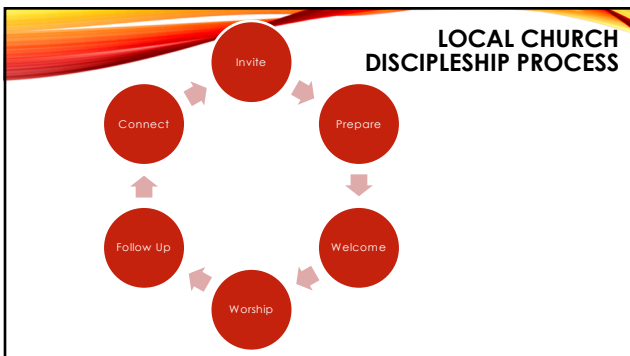 LOCAL CHURCH
DISCIPLESHIP PROCESS
Invite
Prepare
Welcome
Worship
Follow Up
Connect